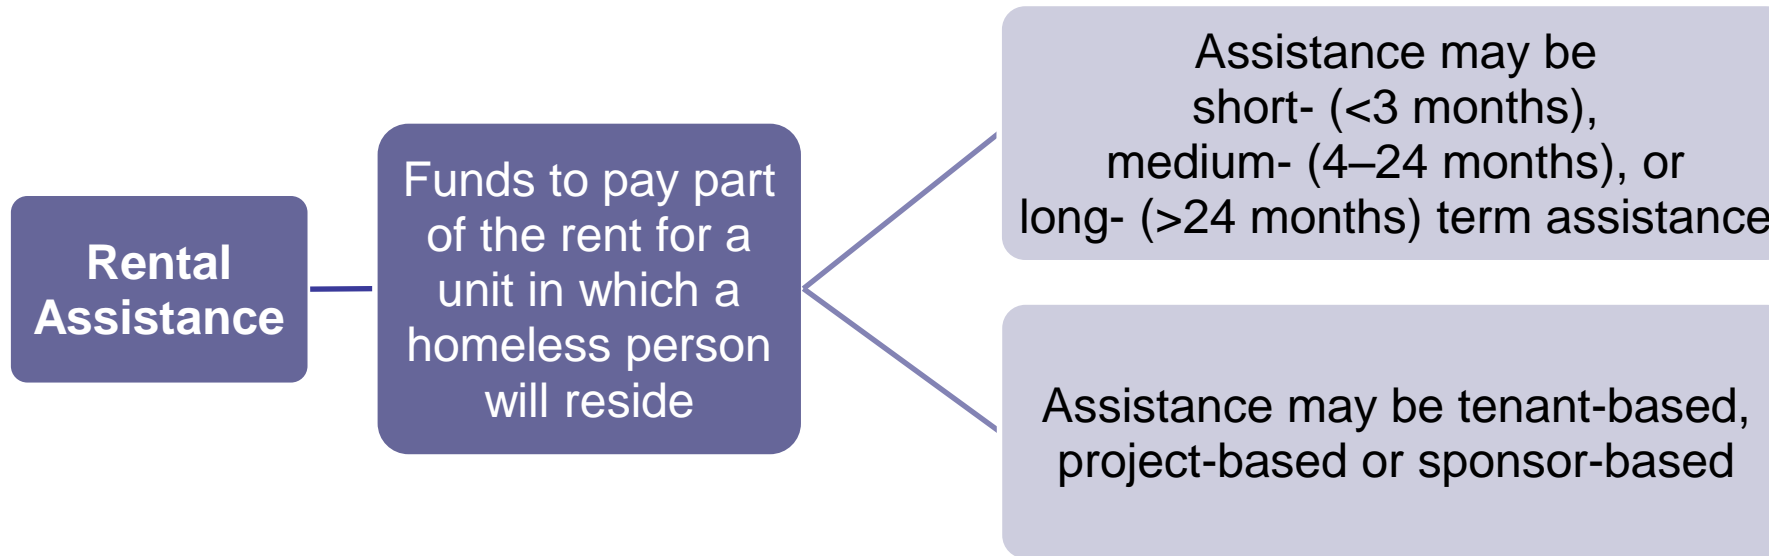 Rental
Assistance
Funds to pay part
of the rent for a
unit in which a
homeless person
will reside
Assistance may be
short- (<3 months),
medium- (4–24 months), or
long- (>24 months) term assistance
Assistance may be tenant-based,
project-based or sponsor-based